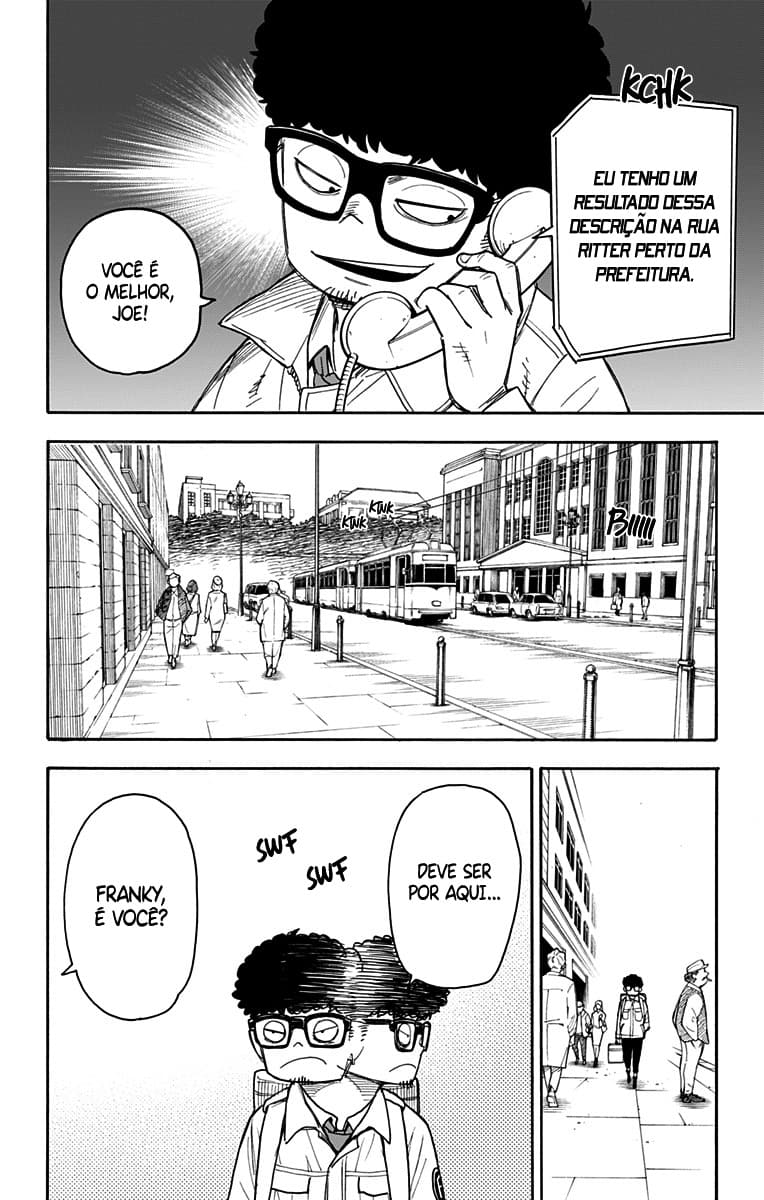 KCHK
EU TENHO UM
RESULTADO DESSA
DESCRIÇÃO NA RUA
RITTER PERTO DA
PREFEITURA.
VOCÊ É
O MELHOR,
JOE!
KTNK
KTNK
BIIIII
SWF
SWF
FRANKY,
É VOCÊ?
DEVE SER
POR AQUI...